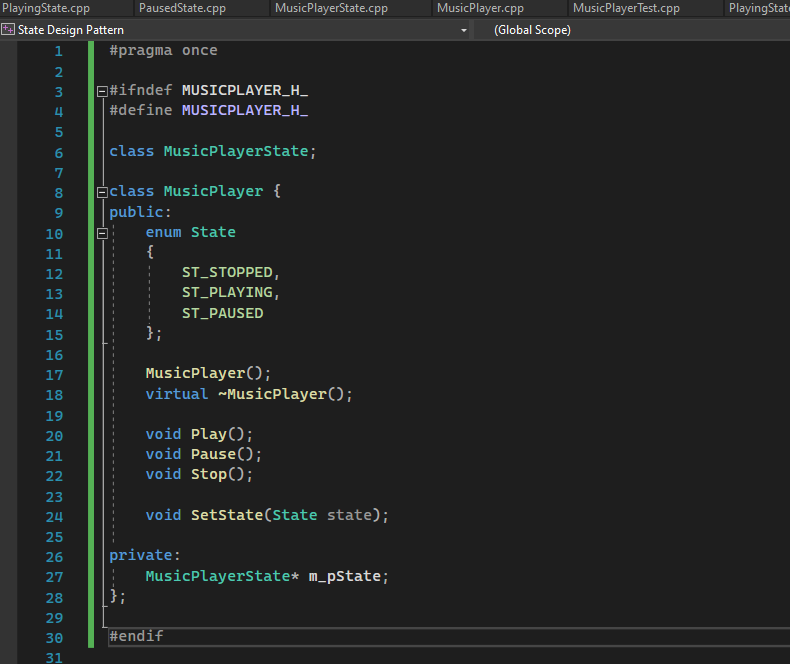 PlayingState.cpp PausedState.cpp MusicPlayerState.cpp MusicPlayer.cpp MusicPlayerTest.cpp PlayingStat
State Design Pattern (Global Scope)
1 #pragma once
2
3 #ifndef MUSICPLAYER_H_
4 #define MUSICPLAYER_H_
5
6 class MusicPlayerState;
7
8 class MusicPlayer {
9 public:
10 enum State
11 {
12 ST_STOPPED,
13 ST_PLAYING,
14 ST_PAUSED
15 };
16
17 MusicPlayer();
18 virtual ~MusicPlayer();
19
20 void Play();
21 void Pause();
22 void Stop();
23
24 void SetState(State state);
25
26 private:
27 MusicPlayerState* m_pState;
28 };
29
30 #endif
31